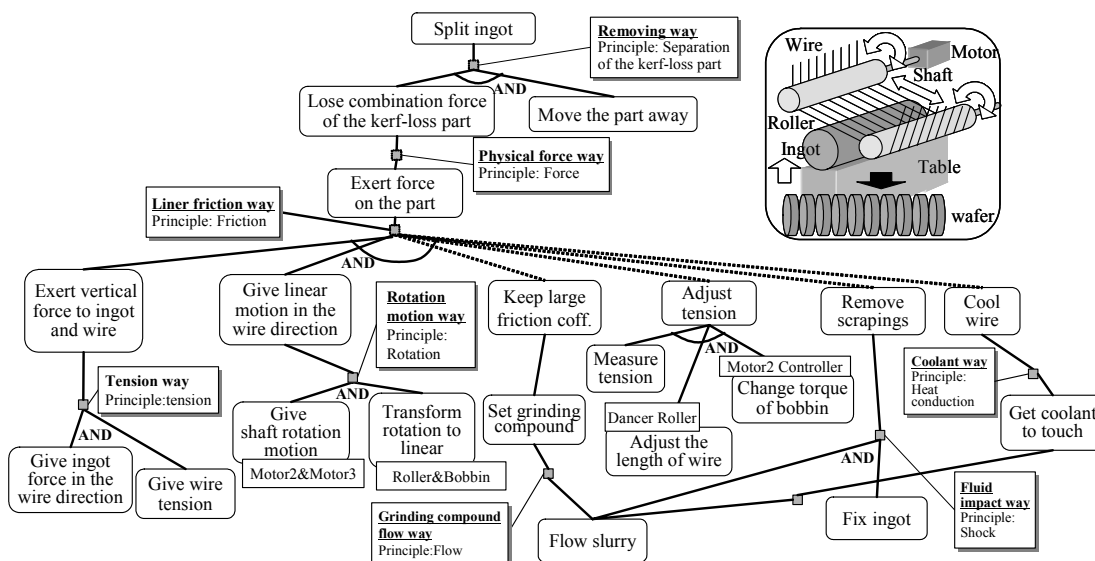 Split ingot
Removing way
Principle: Separation
of the kerf-loss part
AND
Lose combination force
of the kerf-loss part
Move the part away
Physical force way
Principle: Force
Exert force
on the part
Liner friction way
Principle: Friction
Wire
Motor
Shaft
Roller
Ingot
Table
wafer
AND
Exert vertical
force to ingot
and wire
Give linear
motion in the
wire direction
Rotation
motion way
Principle:
Rotation
Keep large
friction coff.
Adjust
tension
Remove
scrapings
Cool
wire
Tension way
Principle:tension
AND
Measure
tension
AND
Motor2 Controller
Change torque
of bobbin
Coolant way
Principle:
Heat
conduction
Give
shaft rotation
motion
Motor2&Motor3
Transform
rotation to
linear
Roller&Bobbin
Set grinding
compound
Dancer Roller
Adjust the
length of wire
Get coolant
to touch
AND
Give ingot
force in the
wire direction
Give wire
tension
AND
Grinding compound
flow way
Principle:Flow
Flow slurry
Fix ingot
Fluid
impact way
Principle:
Shock